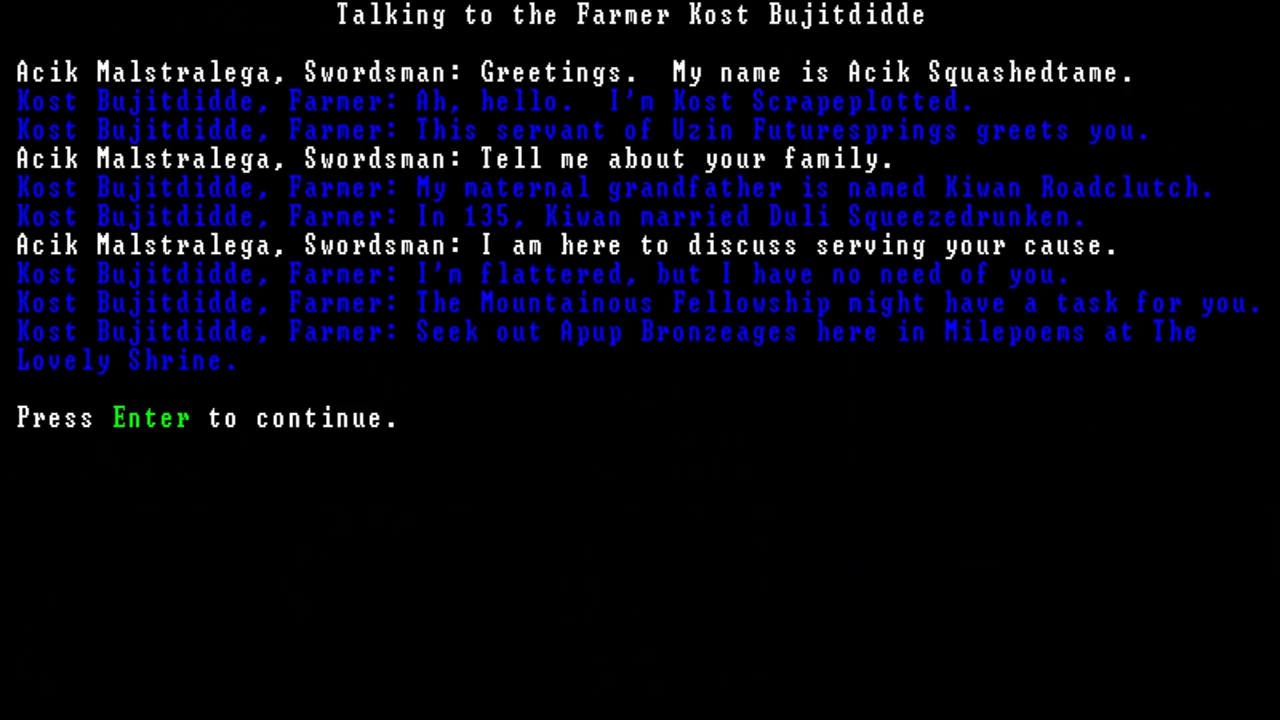 Talking to the Farmer Kost Bujitdidde
Acik Malstralega, Swordsman: Greetings.  My name is Acik Squashedtame.
Kost Bujitdidde, Farmer: Ah, hello.  I'm Kost Scrapeplotted.
Kost Bujitdidde, Farmer: This servant of Uzin Futuresprings greets you.
Acik Malstralega, Swordsman: Tell me about your family.
Kost Bujitdidde, Farmer: My maternal grandfather is named Kiwan Roadclutch.
Kost Bujitdidde, Farmer: In 135, Kiwan married Duli Squeezedrunken.
Acik Malstralega, Swordsman: I am here to discuss serving your cause.
Kost Bujitdidde, Farmer: I'm flattered, but I have no need of you.
Kost Bujitdidde, Farmer: The Mountainous Fellowship might have a task for you.
Kost Bujitdidde, Farmer: Seek out Apup Bronzeages here in Milepoems at The
Lovely Shrine.
Press Enter to continue.